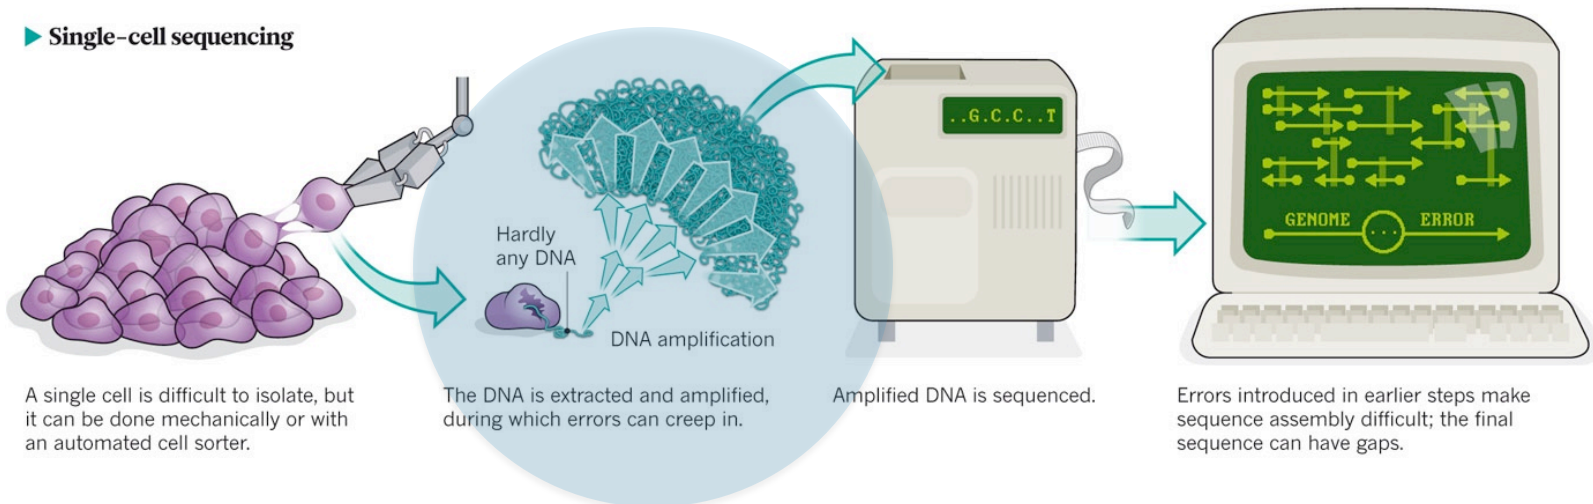 Single-cell sequencing
Hardly
any DNA
DNA amplification
..G.C.C..T
GENOME ... ERROR
A single cell is difficult to isolate, but
it can be done mechanically or with
an automated cell sorter.
The DNA is extracted and amplified,
during which errors can creep in.
Amplified DNA is sequenced.
Errors introduced in earlier steps make
sequence assembly difficult; the final
sequence can have gaps.